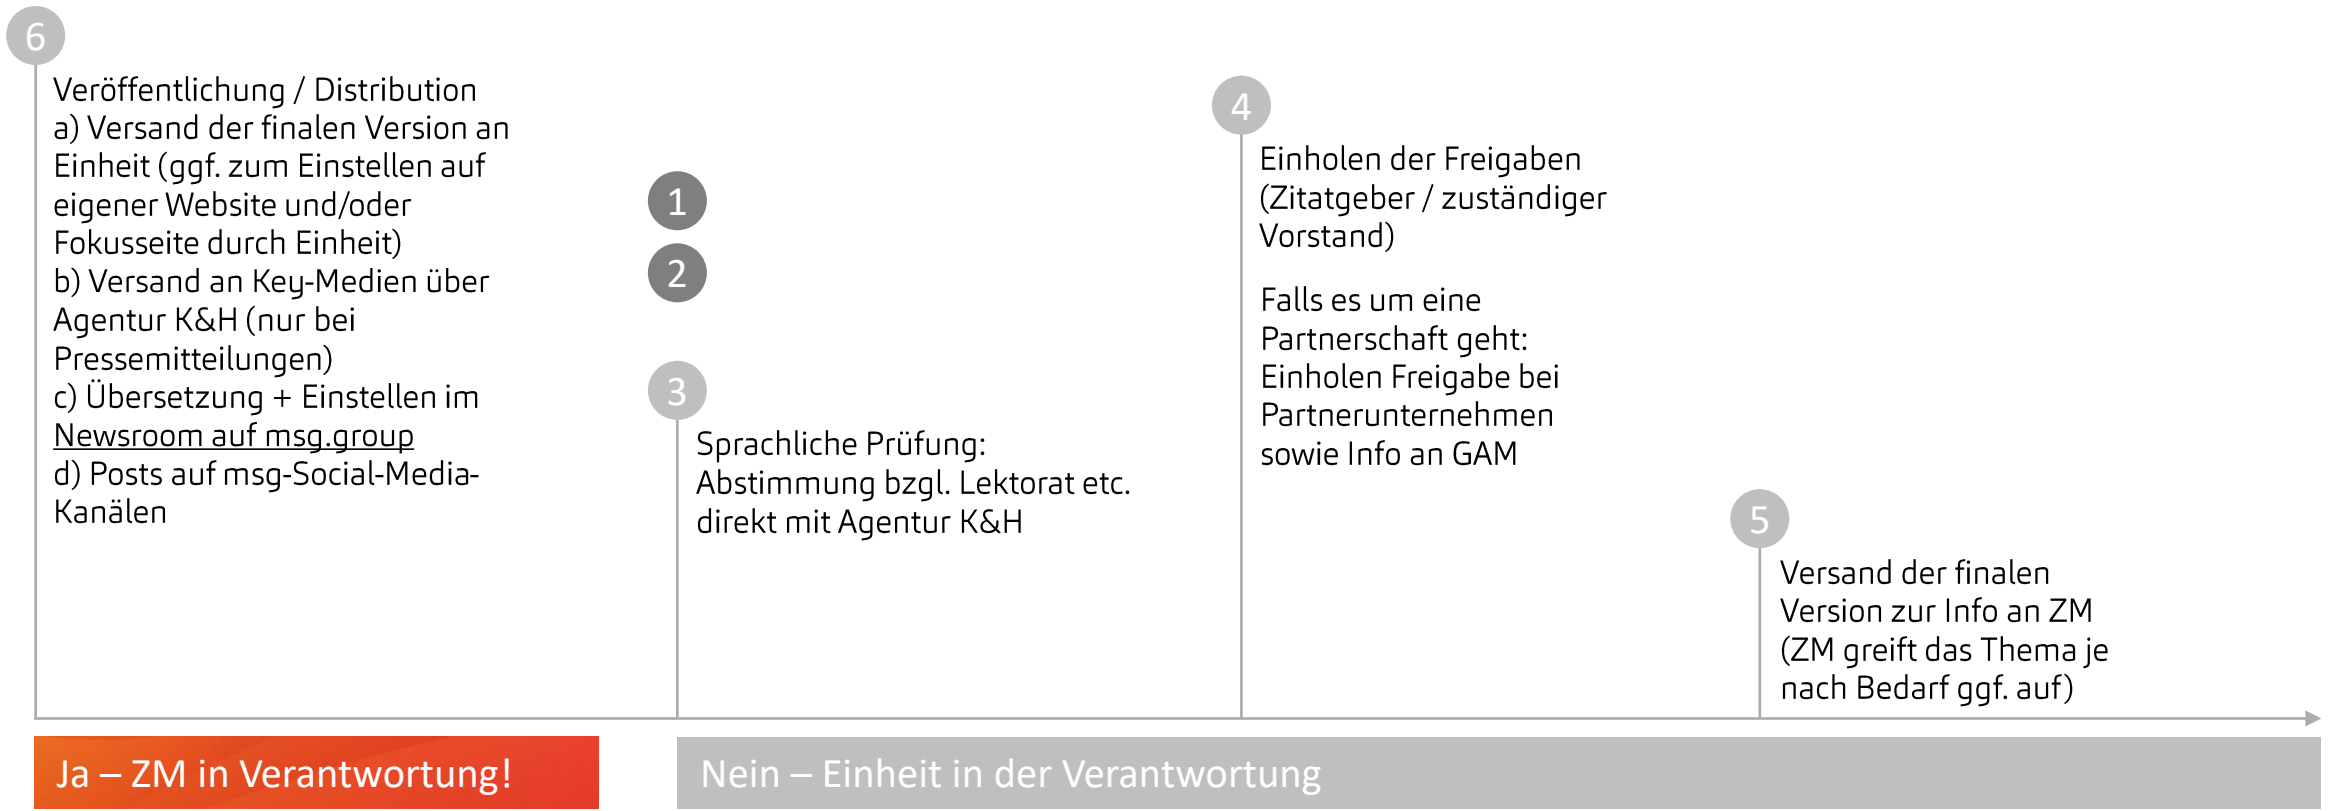 6
Veröffentlichung / Distribution
a) Versand der finalen Version an
Einheit (ggf. zum Einstellen auf
eigener Website und/oder
Fokusseite durch Einheit)
b) Versand an Key-Medien über
Agentur K&H (nur bei
Pressemitteilungen)
c) Übersetzung + Einstellen im
Newsroom auf msg.group
d) Posts auf msg-Social-Media-
Kanälen
1
2
3
Sprachliche Prüfung:
Abstimmung bzgl. Lektorat etc.
direkt mit Agentur K&H
4
Einholen der Freigaben
(Zitatgeber / zuständiger
Vorstand)
Falls es um eine
Partnerschaft geht:
Einholen Freigabe bei
Partnerunternehmen
sowie Info an GAM
5
Versand der finalen
Version zur Info an ZM
(ZM greift das Thema je
nach Bedarf ggf. auf)
Ja – ZM in Verantwortung!
Nein – Einheit in der Verantwortung